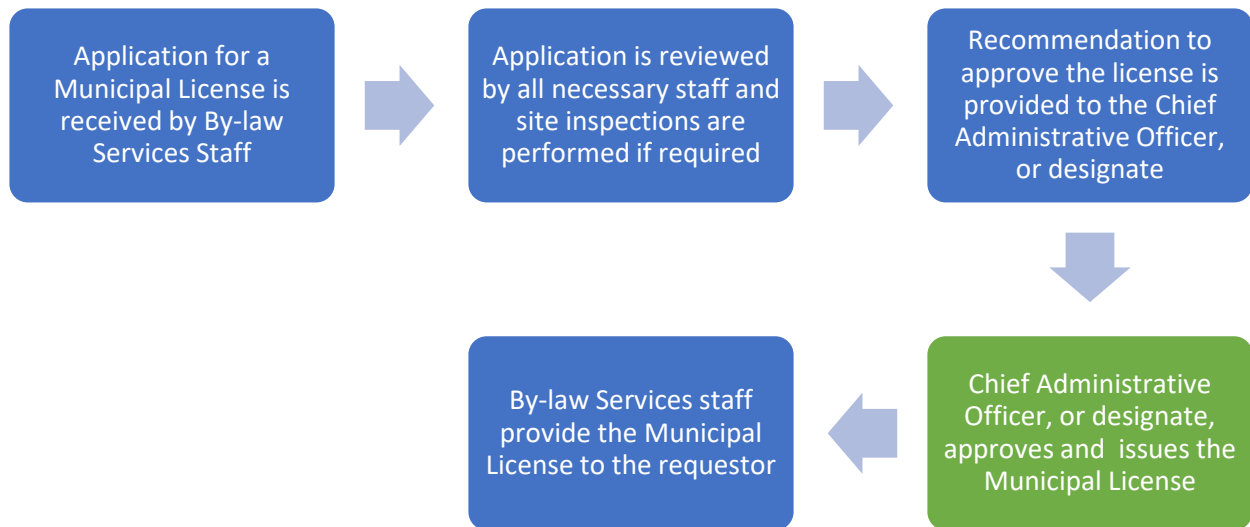 Application for a
Municipal License is
received by By-law
Services Staff
Application is reviewed
by all necessary staff and
site inspections are
performed if required
Recommendation to
approve the license is
provided to the Chief
Administrative Officer,
or designate
Chief Administrative
Officer, or designate,
approves and  issues the
Municipal License
By-law Services staff
provide the Municipal
License to the requestor